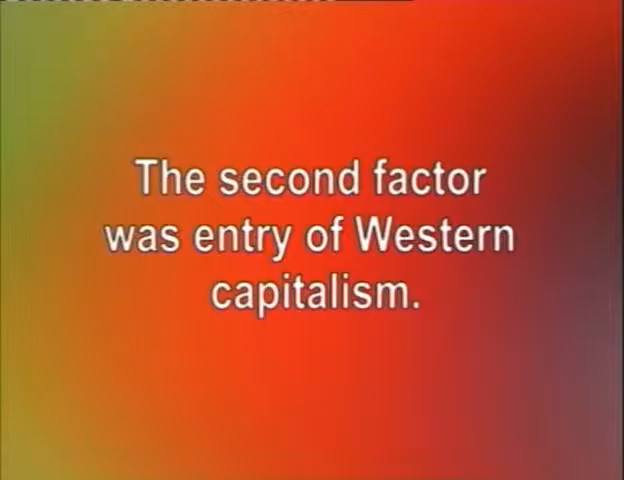 The second factor
was entry of Western
capitalism.